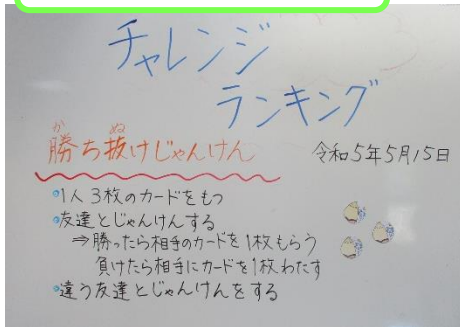 チャレンジ
ランキング
勝ち抜けじゃんけん
か ぬ
令和5年5月15日
・1人3枚のカードをもつ
・友達とじゃんけんする
⇒勝ったら相手のカードを1枚もらう
負けたら相手にカードを1枚わたす
・違う友達とじゃんけんをする